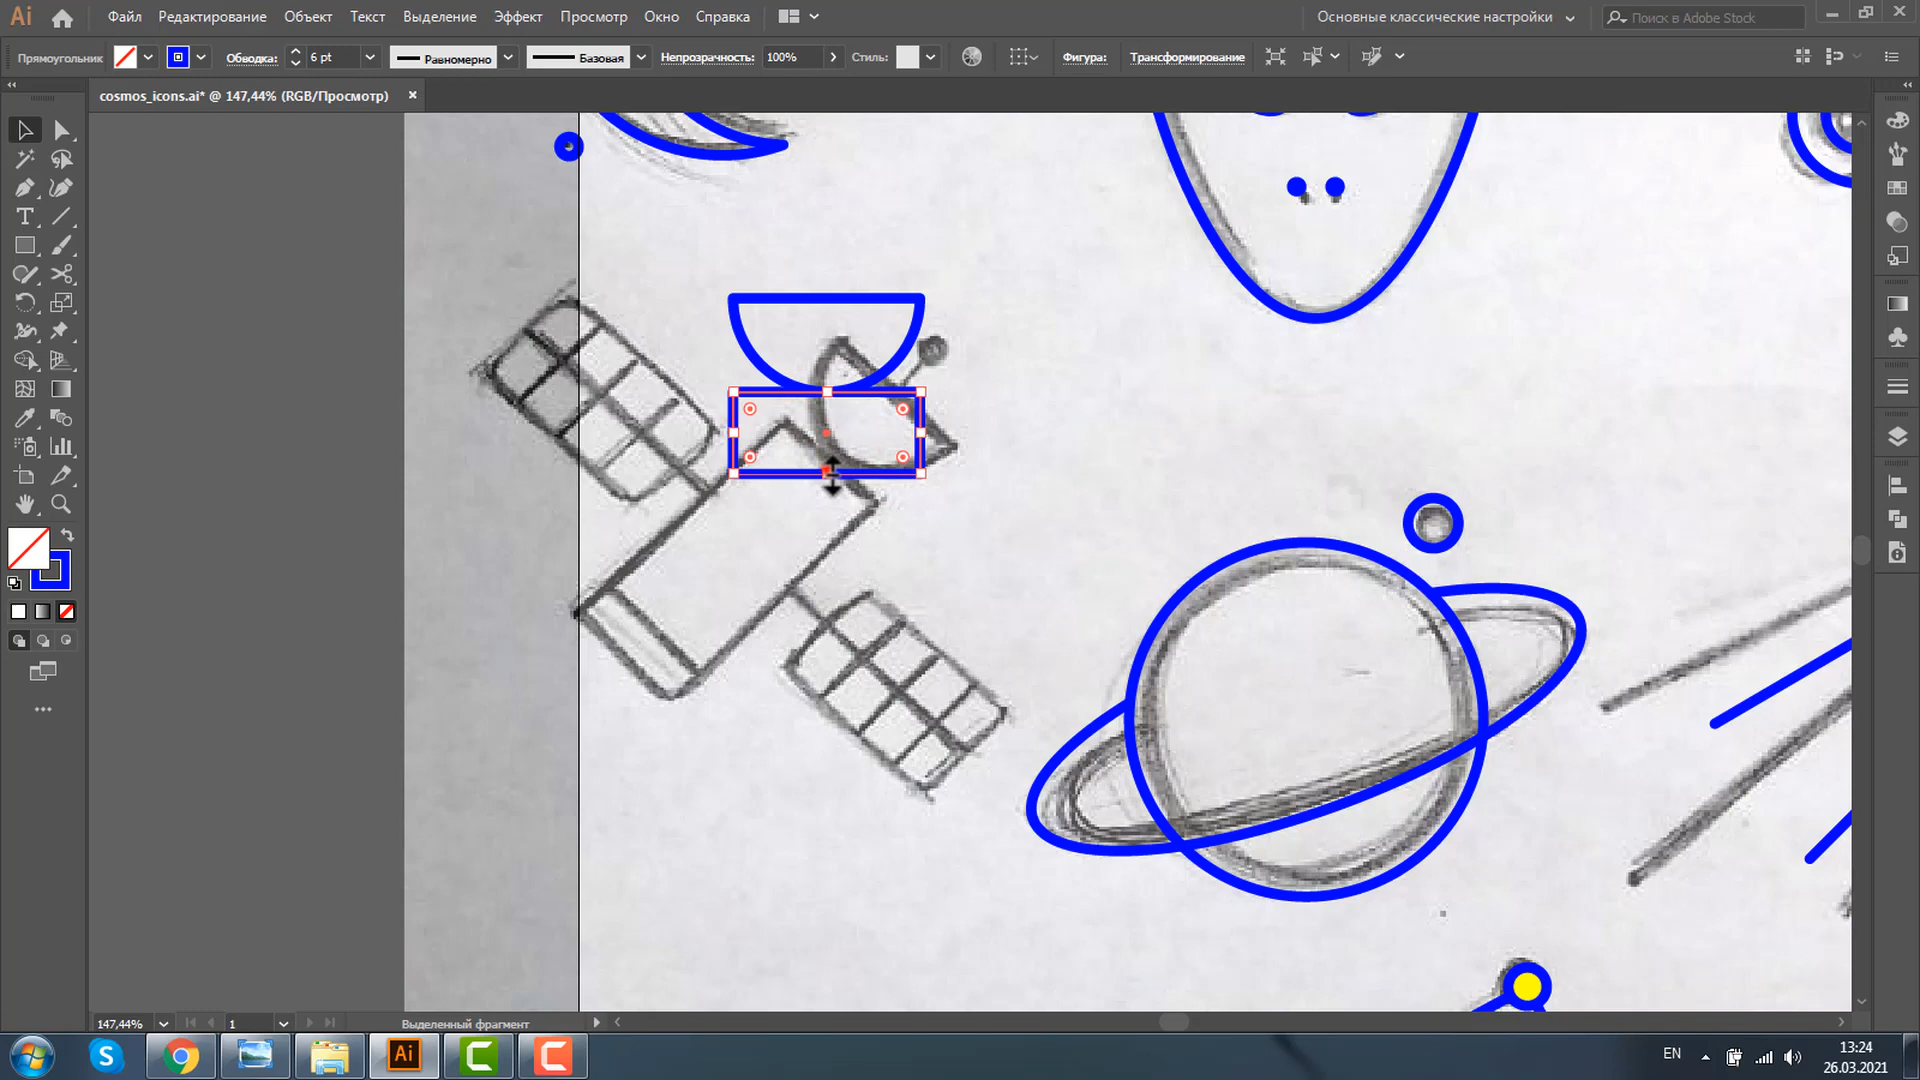 Ai Файл Редактирование Объект Текст Выделение Эффект Просмотр Окно Справка Основные классические настройки Поиск в Adobe Stock
Прямоугольник Обводка: 6 pt Равномерно Базовая Непрозрачность: 100% Стиль: Фигура: Трансформирование
cosmos_icons.ai* @ 147,44% (RGB/Просмотр)
147,44% 1 Выделенный фрагмент
Ai EN 13:24
26.03.2021